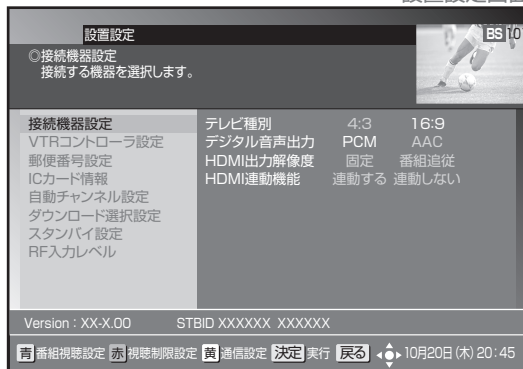 設置設定
BS 10
◎接続機器設定
接続する機器を選択します。
接続機器設定
VTRコントローラ設定
郵便番号設定
ICカード情報
自動チャンネル設定
ダウンロード選択設定
スタンバイ設定
RF入力レベル
テレビ種別 4:3 16:9
デジタル音声出力 PCM AAC
HDMI出力解像度 固定 番組追従
HDMI連動機能 連動する 連動しない
Version : XX-X.00 STBID XXXXXX XXXXXX
青 番組視聴設定 赤 視聴制限設定 黄 通信設定 決定 実行 戻る 10月20日(木) 20:45